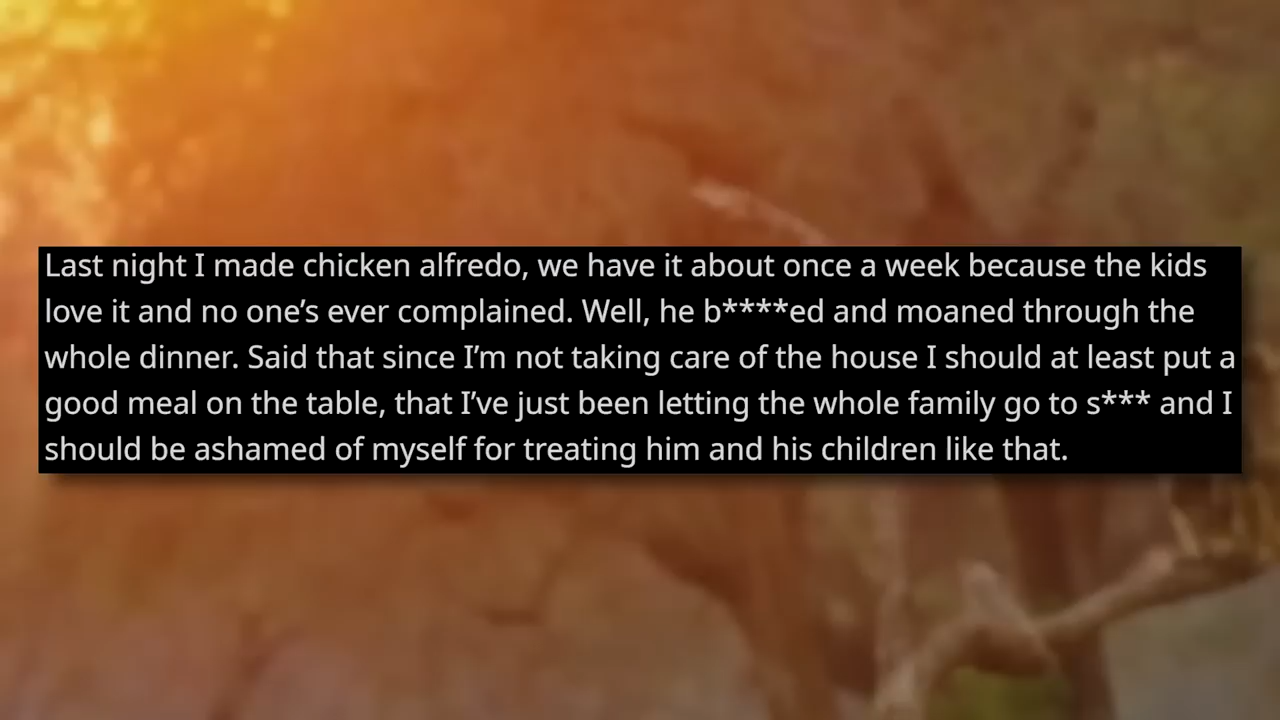 Last night I made chicken alfredo, we have it about once a week because the kids
love it and no one’s ever complained. Well, he b****ed and moaned through the
whole dinner. Said that since I’m not taking care of the house I should at least put a
good meal on the table, that I’ve just been letting the whole family go to s*** and I
should be ashamed of myself for treating him and his children like that.